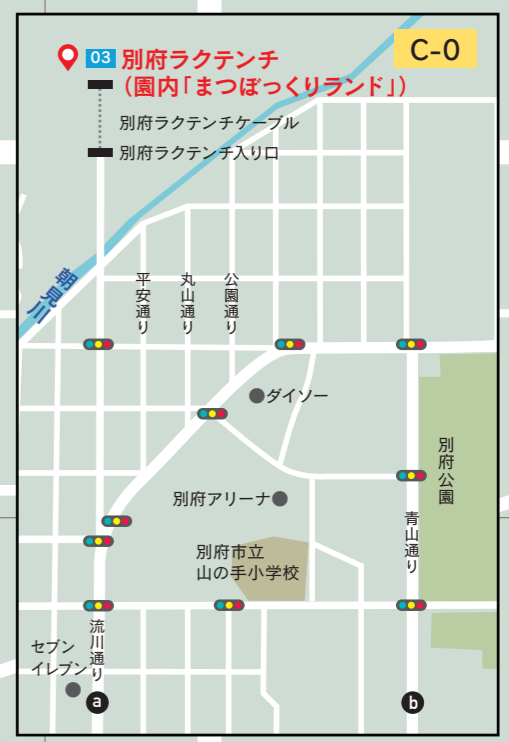 C-0
03 別府ラクテンチ
（園内「まつぼっくりランド」）
別府ラクテンチケーブル
別府ラクテンチ入り口
朝見川
平安通り
丸山通り
公園通り
ダイソー
別府公園
別府アリーナ
青山通り
別府市立
山の手小学校
流川通り
セブン
イレブン
a
b